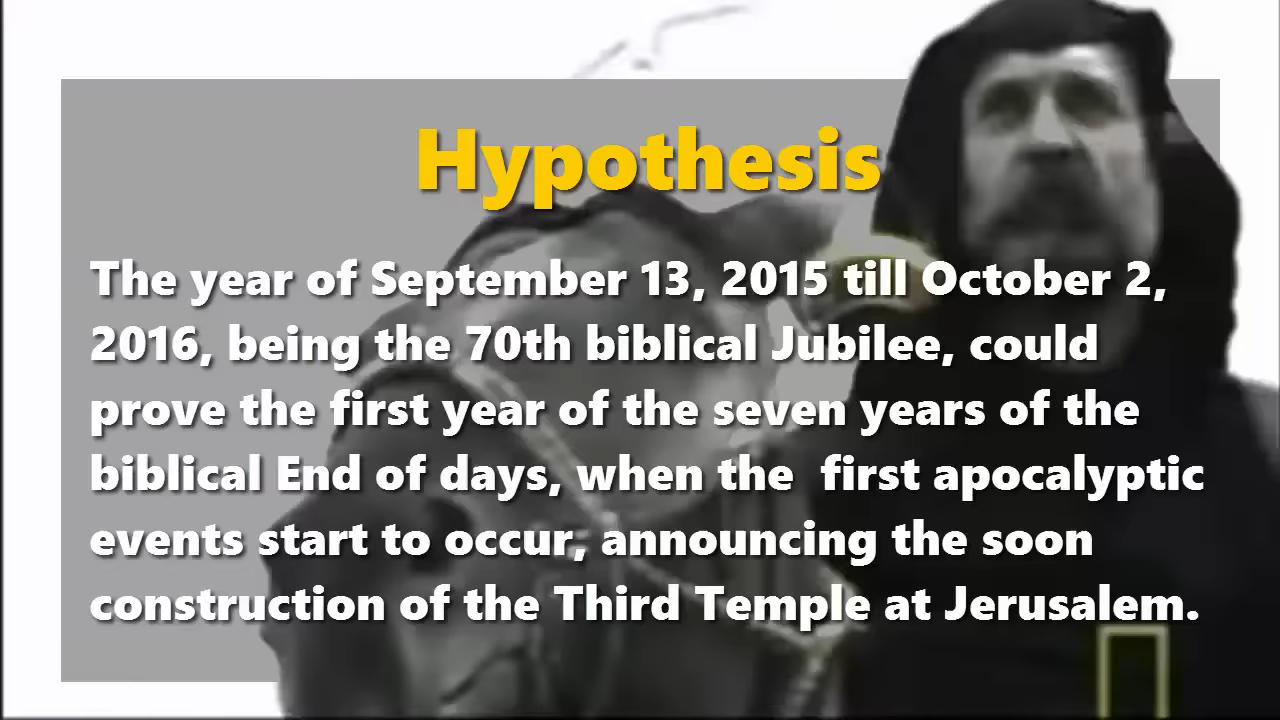 Hypothesis
The year of September 13, 2015 till October 2,
2016, being the 70th biblical Jubilee, could
prove the first year of the seven years of the
biblical End of days, when the  first apocalyptic
events start to occur, announcing the soon
construction of the Third Temple at Jerusalem.